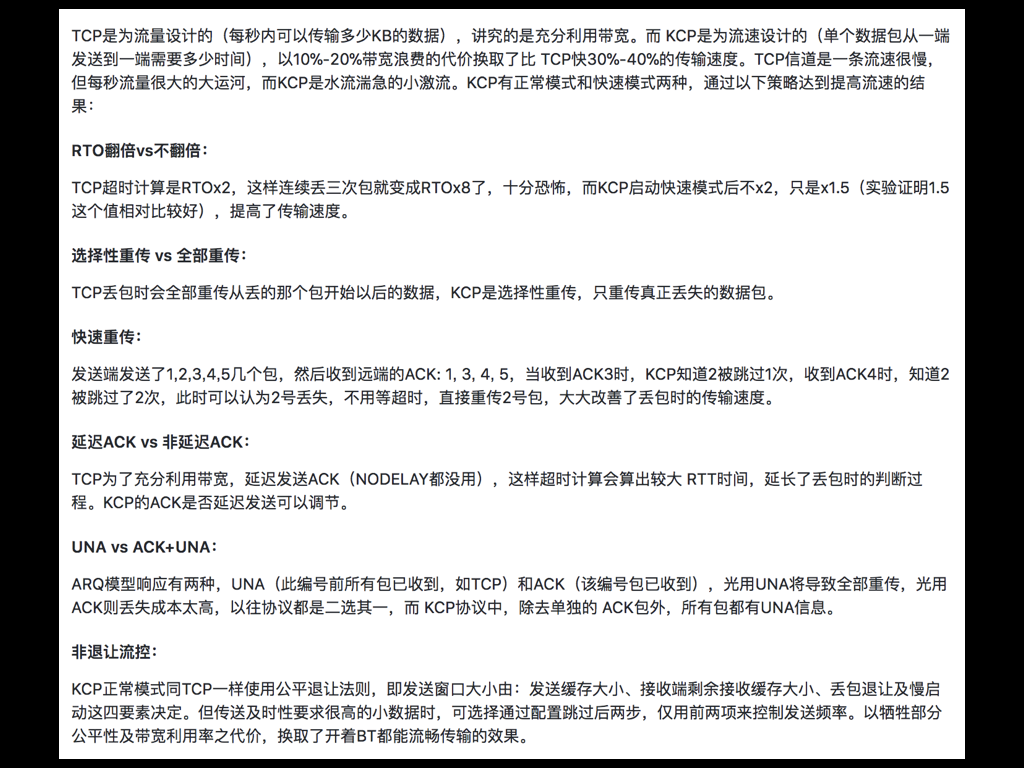 TCP是为流量设计的（每秒内可以传输多少KB的数据），讲究的是充分利用带宽。而 KCP是为流速设计的（单个数据包从一端
发送到一端需要多少时间），以10%-20%带宽浪费的代价换取了比 TCP快30%-40%的传输速度。TCP信道是一条流速很慢，
但每秒流量很大的大运河，而KCP是水流湍急的小激流。KCP有正常模式和快速模式两种，通过以下策略达到提高流速的结
果：
RTO翻倍vs不翻倍：
TCP超时计算是RTOx2，这样连续丢三次包就变成RTOx8了，十分恐怖，而KCP启动快速模式后不x2，只是x1.5（实验证明1.5
这个值相对比较好），提高了传输速度。
选择性重传 vs 全部重传：
TCP丢包时会全部重传从丢的那个包开始以后的数据，KCP是选择性重传，只重传真正丢失的数据包。
快速重传：
发送端发送了1,2,3,4,5几个包，然后收到远端的ACK: 1, 3, 4, 5，当收到ACK3时，KCP知道2被跳过1次，收到ACK4时，知道2
被跳过了2次，此时可以认为2号丢失，不用等超时，直接重传2号包，大大改善了丢包时的传输速度。
延迟ACK vs 非延迟ACK：
TCP为了充分利用带宽，延迟发送ACK（NODELAY都没用），这样超时计算会算出较大 RTT时间，延长了丢包时的判断过
程。KCP的ACK是否延迟发送可以调节。
UNA vs ACK+UNA：
ARQ模型响应有两种，UNA（此编号前所有包已收到，如TCP）和ACK（该编号包已收到），光用UNA将导致全部重传，光用
ACK则丢失成本太高，以往协议都是二选其一，而 KCP协议中，除去单独的 ACK包外，所有包都有UNA信息。
非退让流控：
KCP正常模式同TCP一样使用公平退让法则，即发送窗口大小由：发送缓存大小、接收端剩余接收缓存大小、丢包退让及慢启
动这四要素决定。但传送及时性要求很高的小数据时，可选择通过配置跳过后两步，仅用前两项来控制发送频率。以牺牲部分
公平性及带宽利用率之代价，换取了开着BT都能流畅传输的效果。